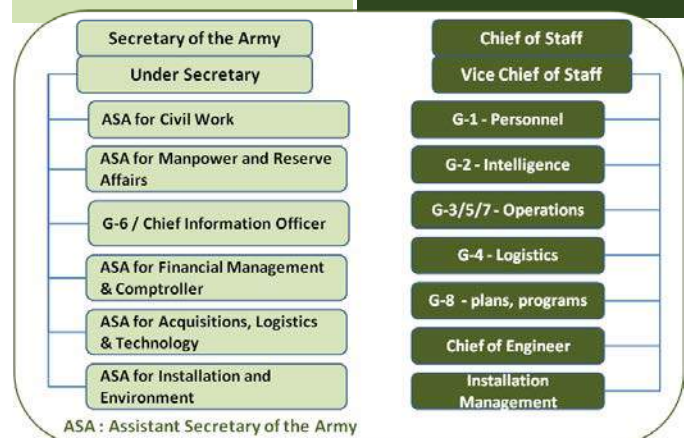 Secretary of the Army
Under Secretary
ASA for Civil Work
ASA for Manpower and Reserve
Affairs
G-6 / Chief Information Officer
ASA for Financial Management
& Comptroller
ASA for Acquisitions, Logistics
& Technology
ASA for Installation and
Environment
ASA : Assistant Secretary of the Army
Chief of Staff
Vice Chief of Staff
G-1 - Personnel
G-2 - Intelligence
G-3/5/7- Operations
G-4 - Logistics
G-8 - plans, programs
Chief of Engineer
Installation
Management